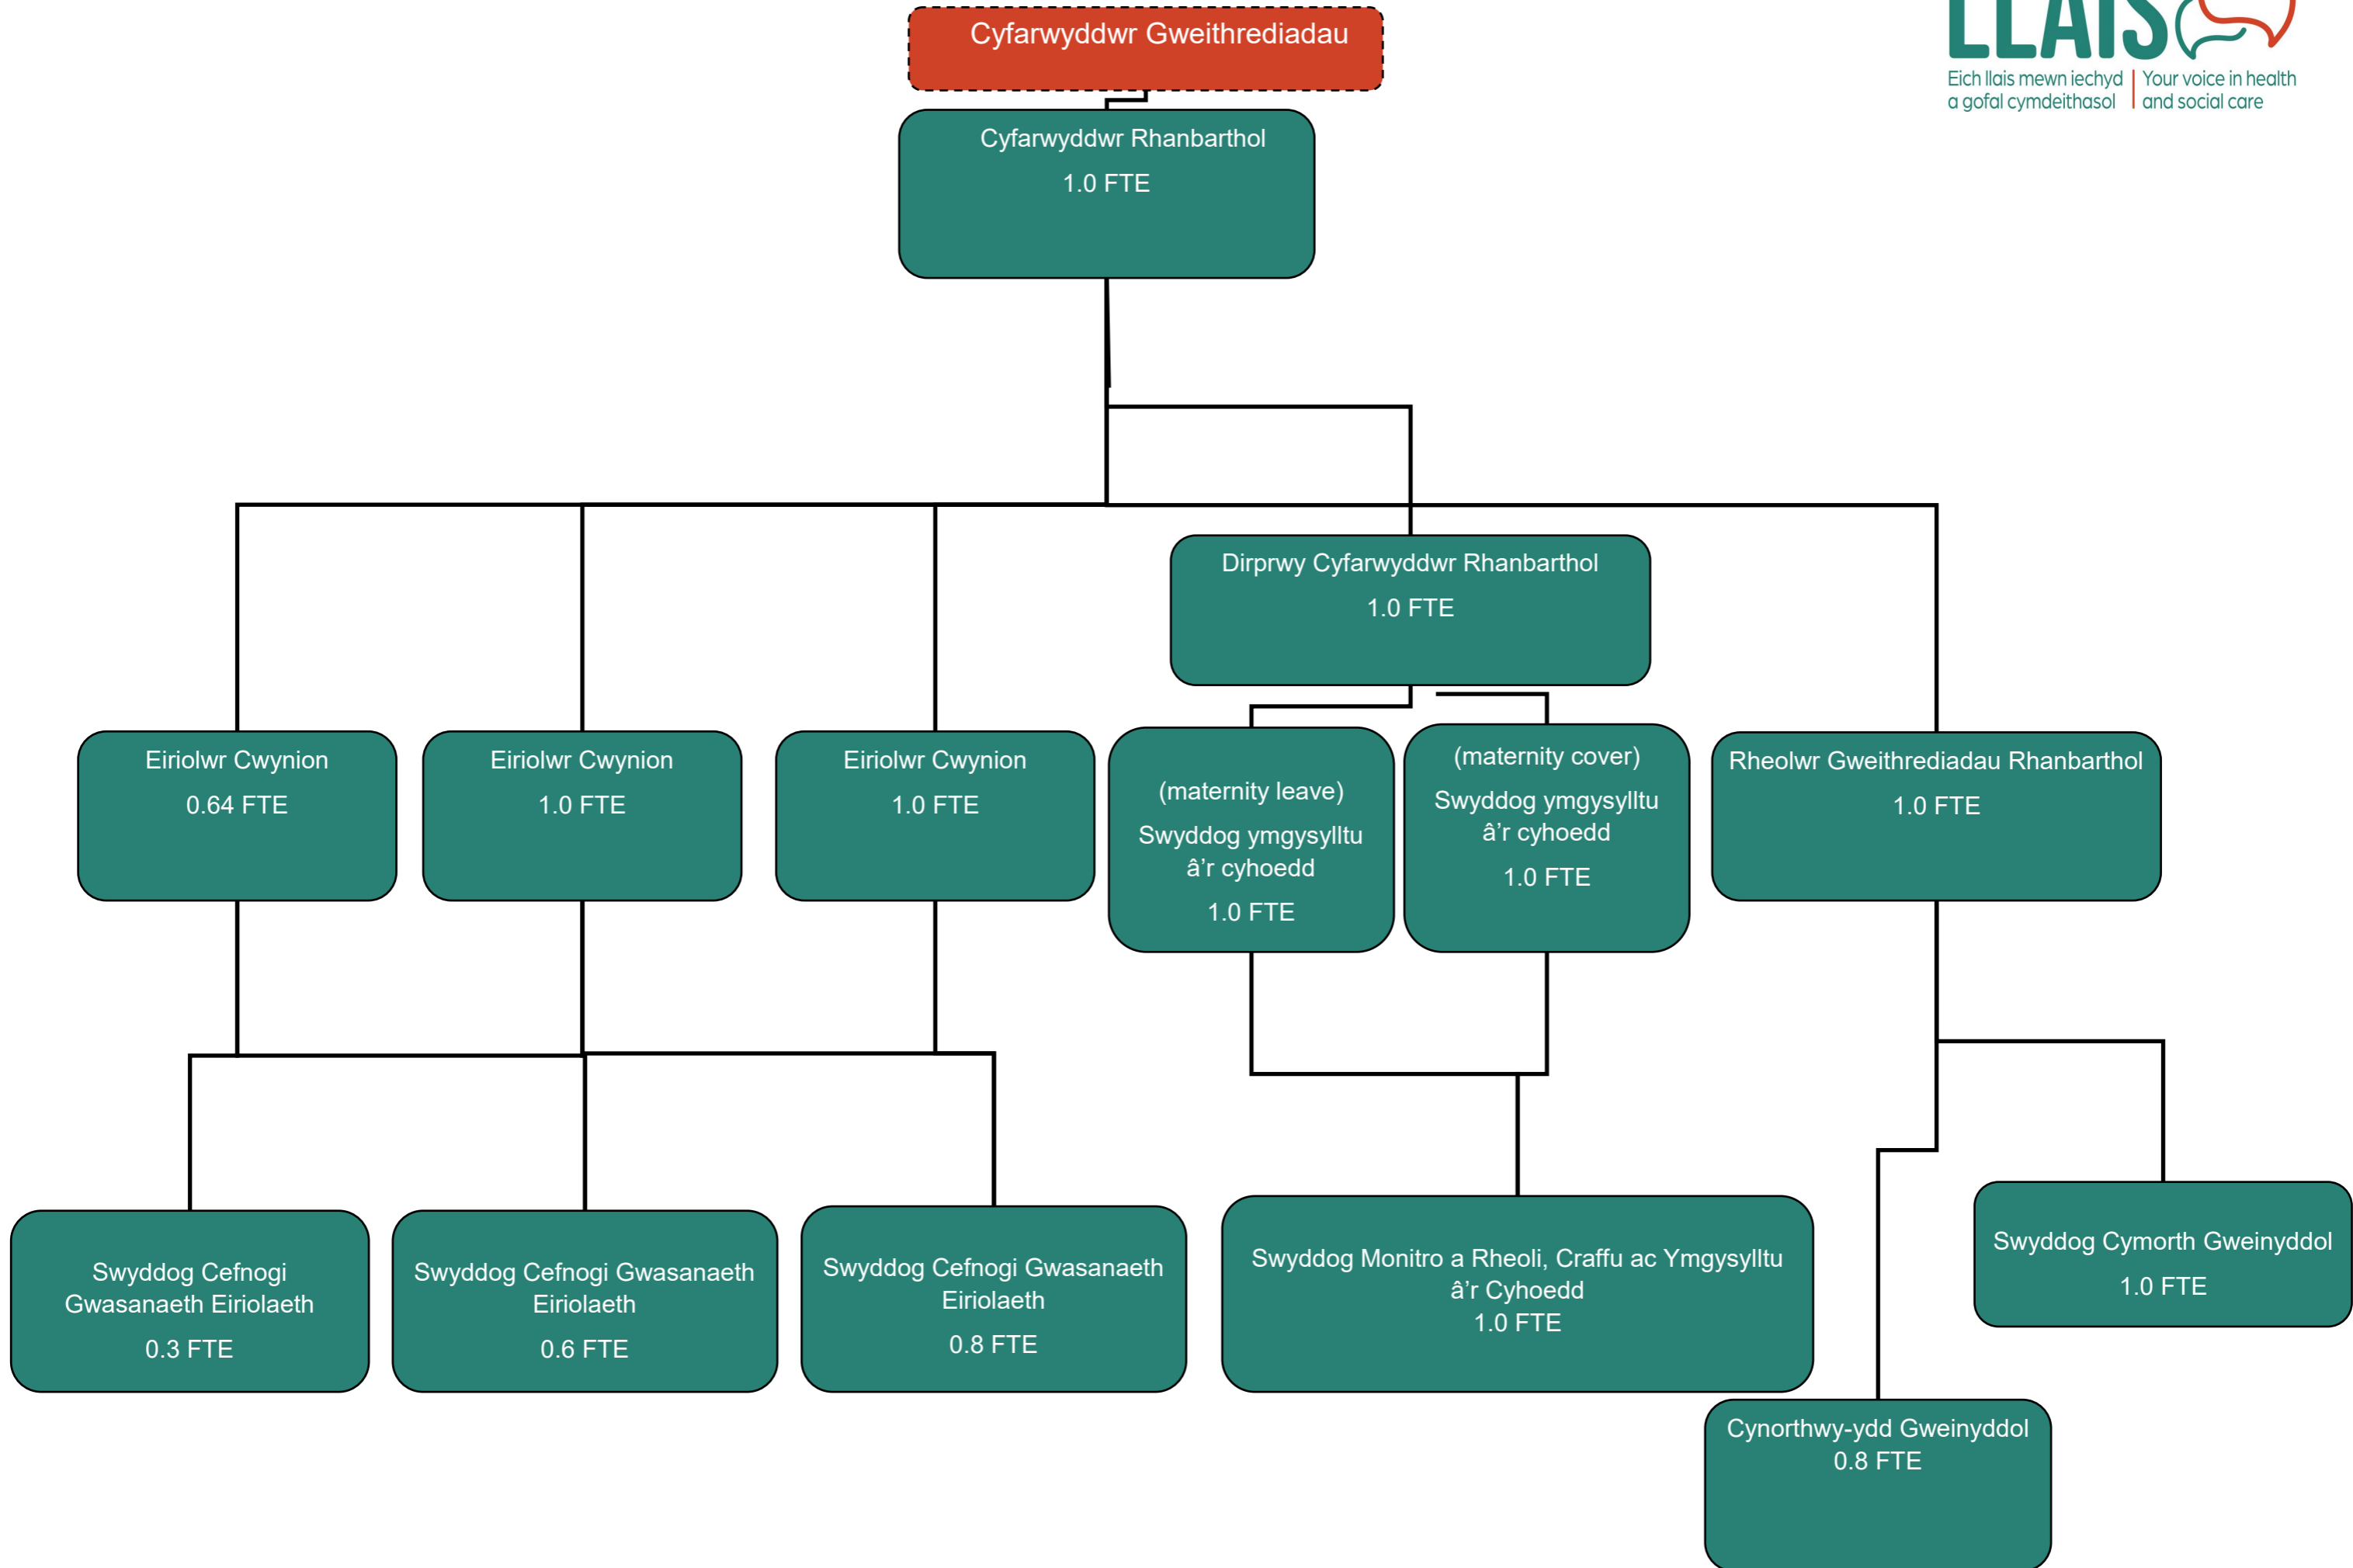 Cyfarwyddwr Gweithrediadau
LLAIS
Eich llais mewn iechyd
a gofal cymdeithasol
Your voice in health
and social care
Cyfarwyddwr Rhanbarthol
1.0 FTE
Dirprwy Cyfarwyddwr Rhanbarthol
1.0 FTE
Eiriolwr Cwynion
0.64 FTE
Eiriolwr Cwynion
1.0 FTE
Eiriolwr Cwynion
1.0 FTE
(maternity leave)
Swyddog ymgysylltu
â’r cyhoedd
1.0 FTE
(maternity cover)
Swyddog ymgysylltu
â’r cyhoedd
1.0 FTE
Rheolwr Gweithrediadau Rhanbarthol
1.0 FTE
Swyddog Cefnogi
Gwasanaeth Eiriolaeth
0.3 FTE
Swyddog Cefnogi Gwasanaeth
Eiriolaeth
0.6 FTE
Swyddog Cefnogi Gwasanaeth
Eiriolaeth
0.8 FTE
Swyddog Monitro a Rheoli, Craffu ac Ymgysylltu
â’r Cyhoedd
1.0 FTE
Swyddog Cymorth Gweinyddol
1.0 FTE
Cynorthwy-ydd Gweinyddol
0.8 FTE